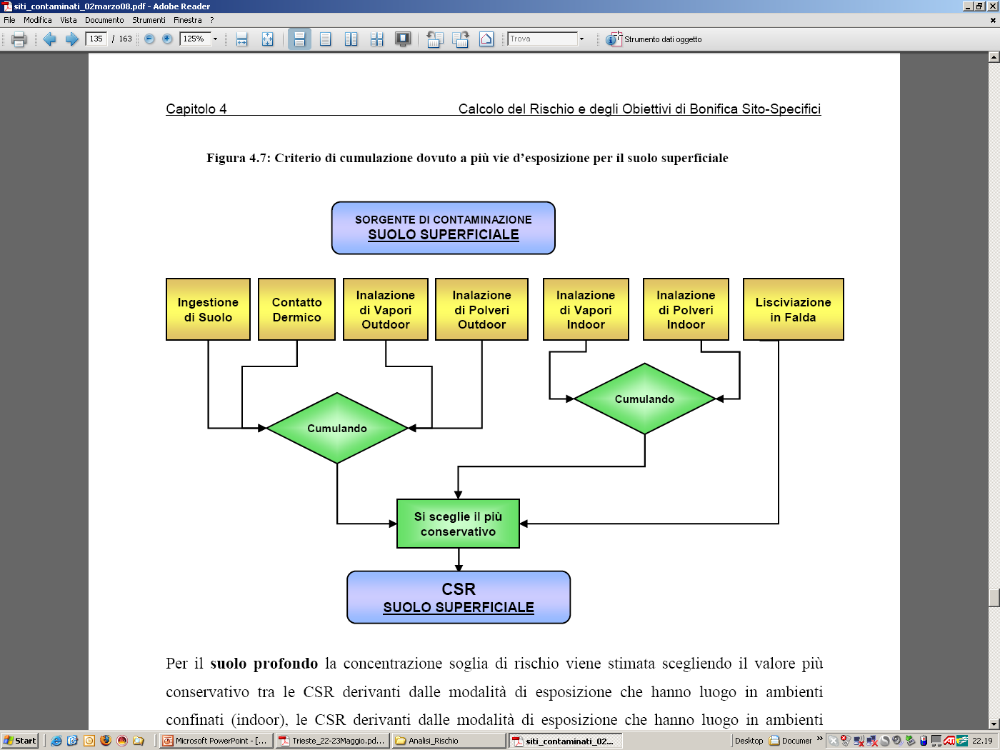 siti_contaminati_02marzo08.pdf - Adobe Reader
File Modifica Vista Documento Strumenti Finestra ?
135 / 163 125% Trova Strumento dati oggetto
Capitolo 4 Calcolo del Rischio e degli Obiettivi di Bonifica Sito-Specifici
Figura 4.7: Criterio di cumulazione dovuto a più vie d'esposizione per il suolo superficiale
SORGENTE DI CONTAMINAZIONE
SUOLO SUPERFICIALE
Ingestione
di Suolo
Contatto
Dermico
Inalazione
di Vapori
Outdoor
Inalazione
di Polveri
Outdoor
Inalazione
di Vapori
Indoor
Inalazione
di Polveri
Indoor
Lisciviazione
in Falda
Cumulando
Cumulando
Si sceglie il più
conservativo
CSR
SUOLO SUPERFICIALE
Per il suolo profondo la concentrazione soglia di rischio viene stimata scegliendo il valore più
conservativo tra le CSR derivanti dalle modalità di esposizione che hanno luogo in ambienti
confinati (indoor), le CSR derivanti dalle modalità di esposizione che hanno luogo in ambienti
Start Microsoft PowerPoint - [... Trieste_22-23Maggio.pd... Analisi_Rischio siti_contaminati_02... Desktop Documer » 22.19